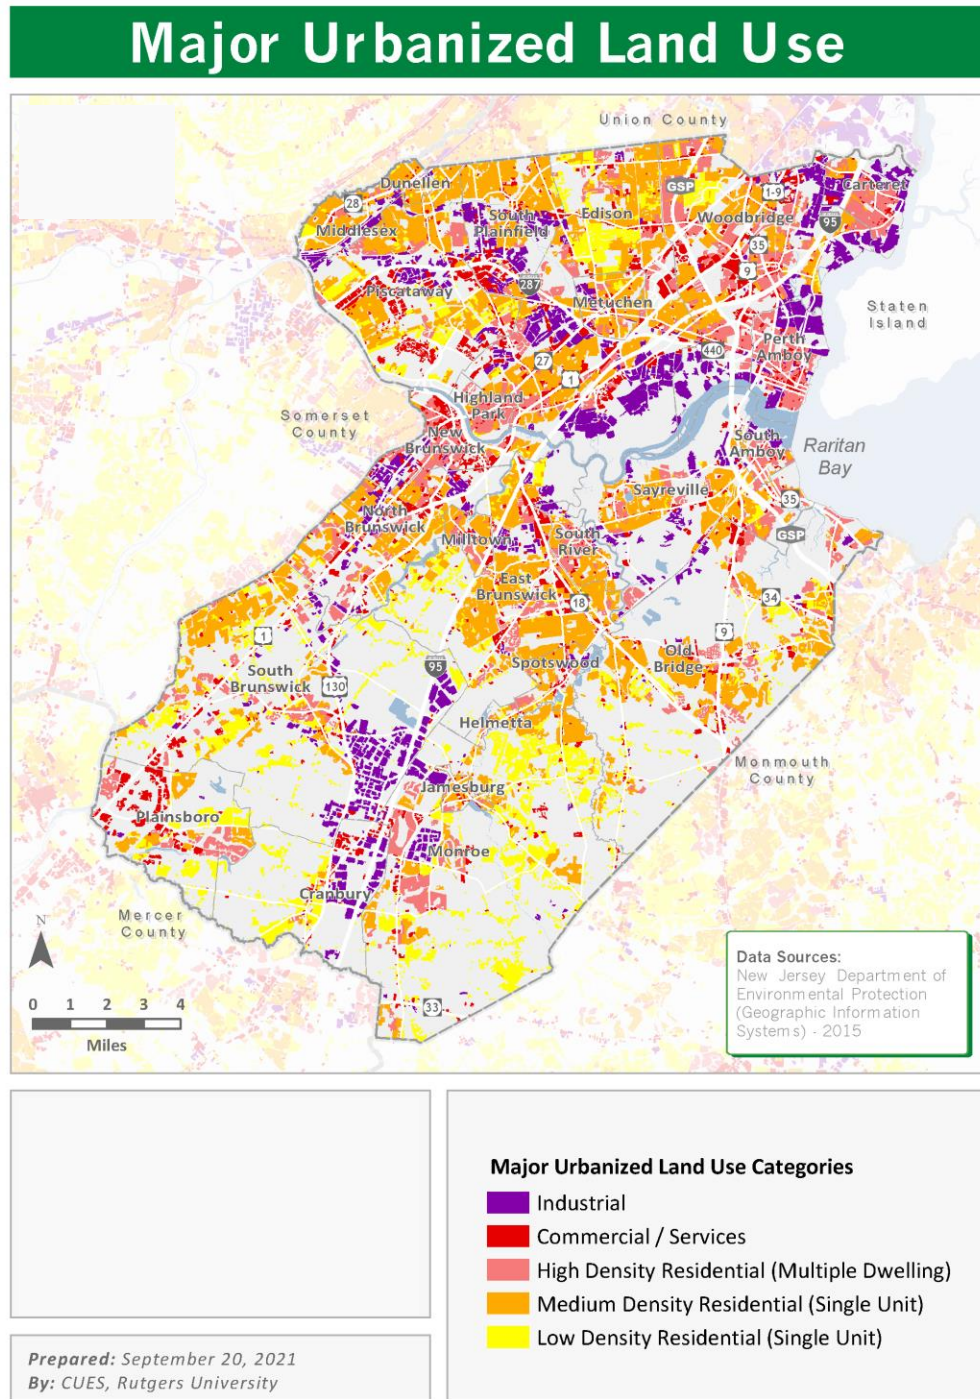 Major Urbanized Land Use
Union County
Dunellen
28
Middlesex
South
Plainfield
Edison
GSP
1-9
Woodbridge
Carteret
95
35
9
Piscataway
287
Metuchen
Staten
Island
27
1
440
Perth
Amboy
Highland
Park
Somerset
County
New
Brunswick
South
Amboy
Raritan
Bay
Sayreville
35
North
Brunswick
Milltown
South
River
GSP
East
Brunswick
18
34
1
9
South
Brunswick
95
130
Spotswood
Old
Bridge
Helmetta
Monmouth
County
Jamesburg
Plainsboro
Monroe
Cranbury
Mercer
County
N
33
0 1 2 3 4
Miles
Data Sources:
New Jersey Department of
Environmental Protection
(Geographic Information
Systems) - 2015
Major Urbanized Land Use Categories
Industrial
Commercial / Services
High Density Residential (Multiple Dwelling)
Medium Density Residential (Single Unit)
Low Density Residential (Single Unit)
Prepared: September 20, 2021
By: CUES, Rutgers University